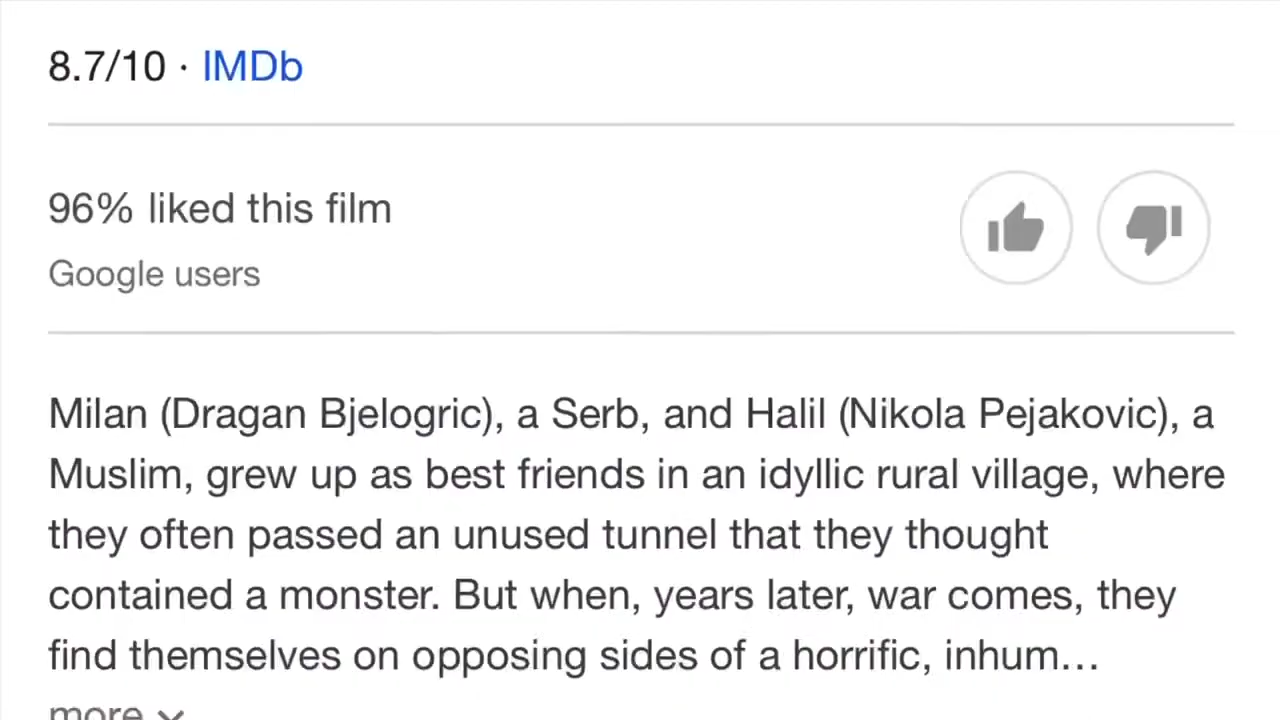 8.7/10 · IMDb
96% liked this film
Google users
Milan (Dragan Bjelogric), a Serb, and Halil (Nikola Pejakovic), a
Muslim, grew up as best friends in an idyllic rural village, where
they often passed an unused tunnel that they thought
contained a monster. But when, years later, war comes, they
find themselves on opposing sides of a horrific, inhum...
more